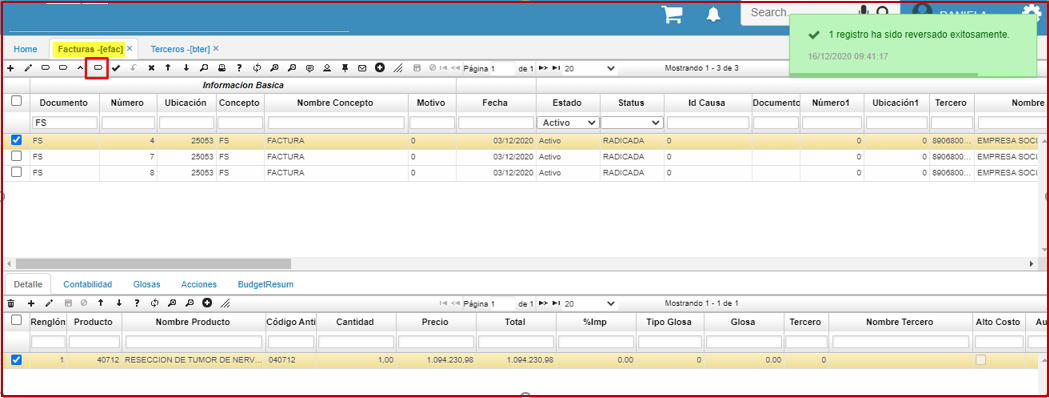 Search...
DANIELA
1 registro ha sido reversado exitosamente.
16/12/2020 09:41:17
Home Facturas -[efac] × Terceros -[bter] ×
Página 1 de 1 20 Mostrando 1 - 3 de 3
Informacion Basica
Documento Número Ubicación Concepto Nombre Concepto Motivo Fecha Estado Status Id Causa Documento Número1 Ubicación1 Tercero Nombre
FS Activo
FS 4 25053 FS FACTURA 0 03/12/2020 Activo RADICADA 0 0 0 8906800... EMPRESA SOCI
FS 7 25053 FS FACTURA 0 03/12/2020 Activo RADICADA 0 0 0 8906800... EMPRESA SOCI
FS 8 25053 FS FACTURA 0 03/12/2020 Activo RADICADA 0 0 0 8906800... EMPRESA SOCI
Detalle Contabilidad Glosas Acciones BudgetResum
Página 1 de 1 20 Mostrando 1 - 1 de 1
Renglón Producto Nombre Producto Código Anti Cantidad Precio Total %Imp Tipo Glosa Glosa Tercero Nombre Tercero Alto Costo Au
1 40712 RESECCION DE TUMOR DE NERV... 040712 1,00 1.094.230,98 1.094.230,98 0.00 0 0.00 0